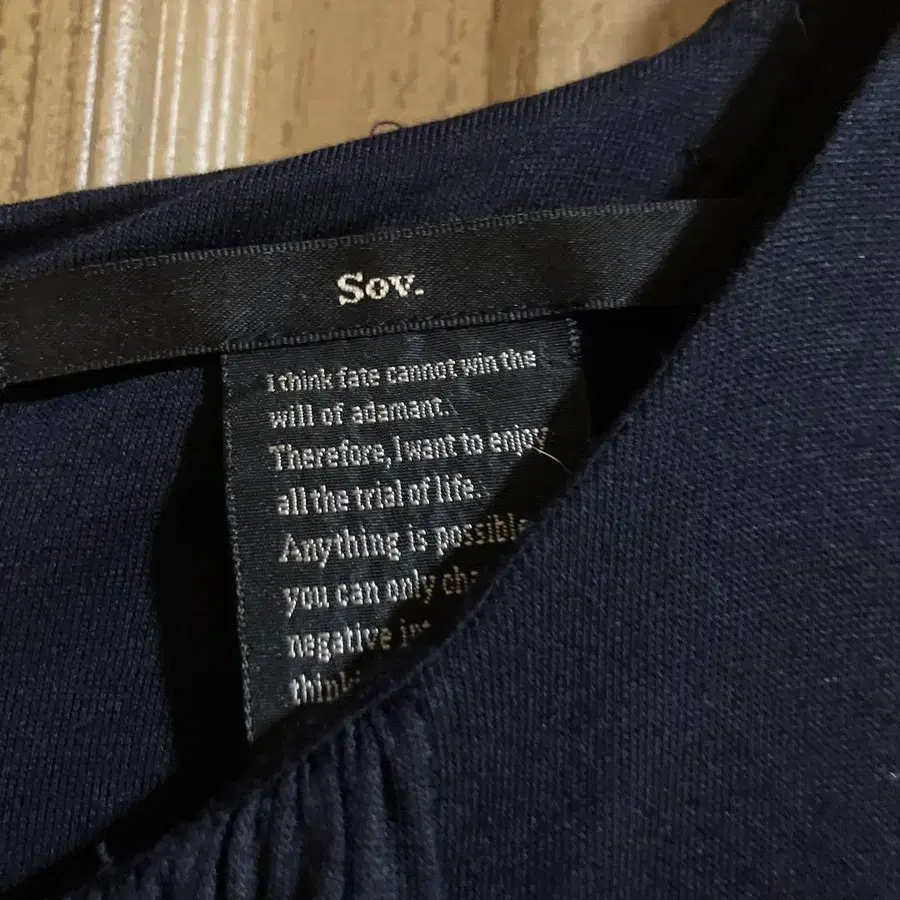 Sov.
I think fate cannot win the
will of adamant.
Therefore, I want to enjoy
all the trial of life.
Anything is possible
you can only
negative